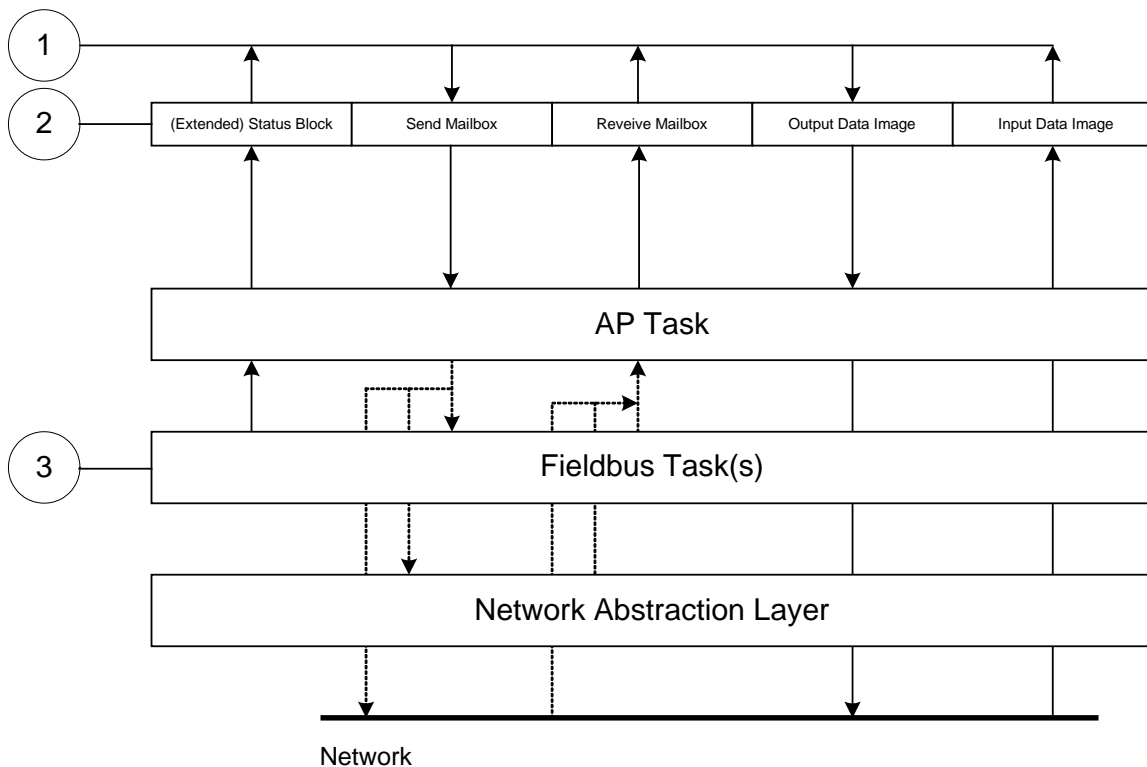 1
2
(Extended) Status Block
Send Mailbox
Reveive Mailbox
Output Data Image
Input Data Image
AP Task
3
Fieldbus Task(s)
Network Abstraction Layer
Network